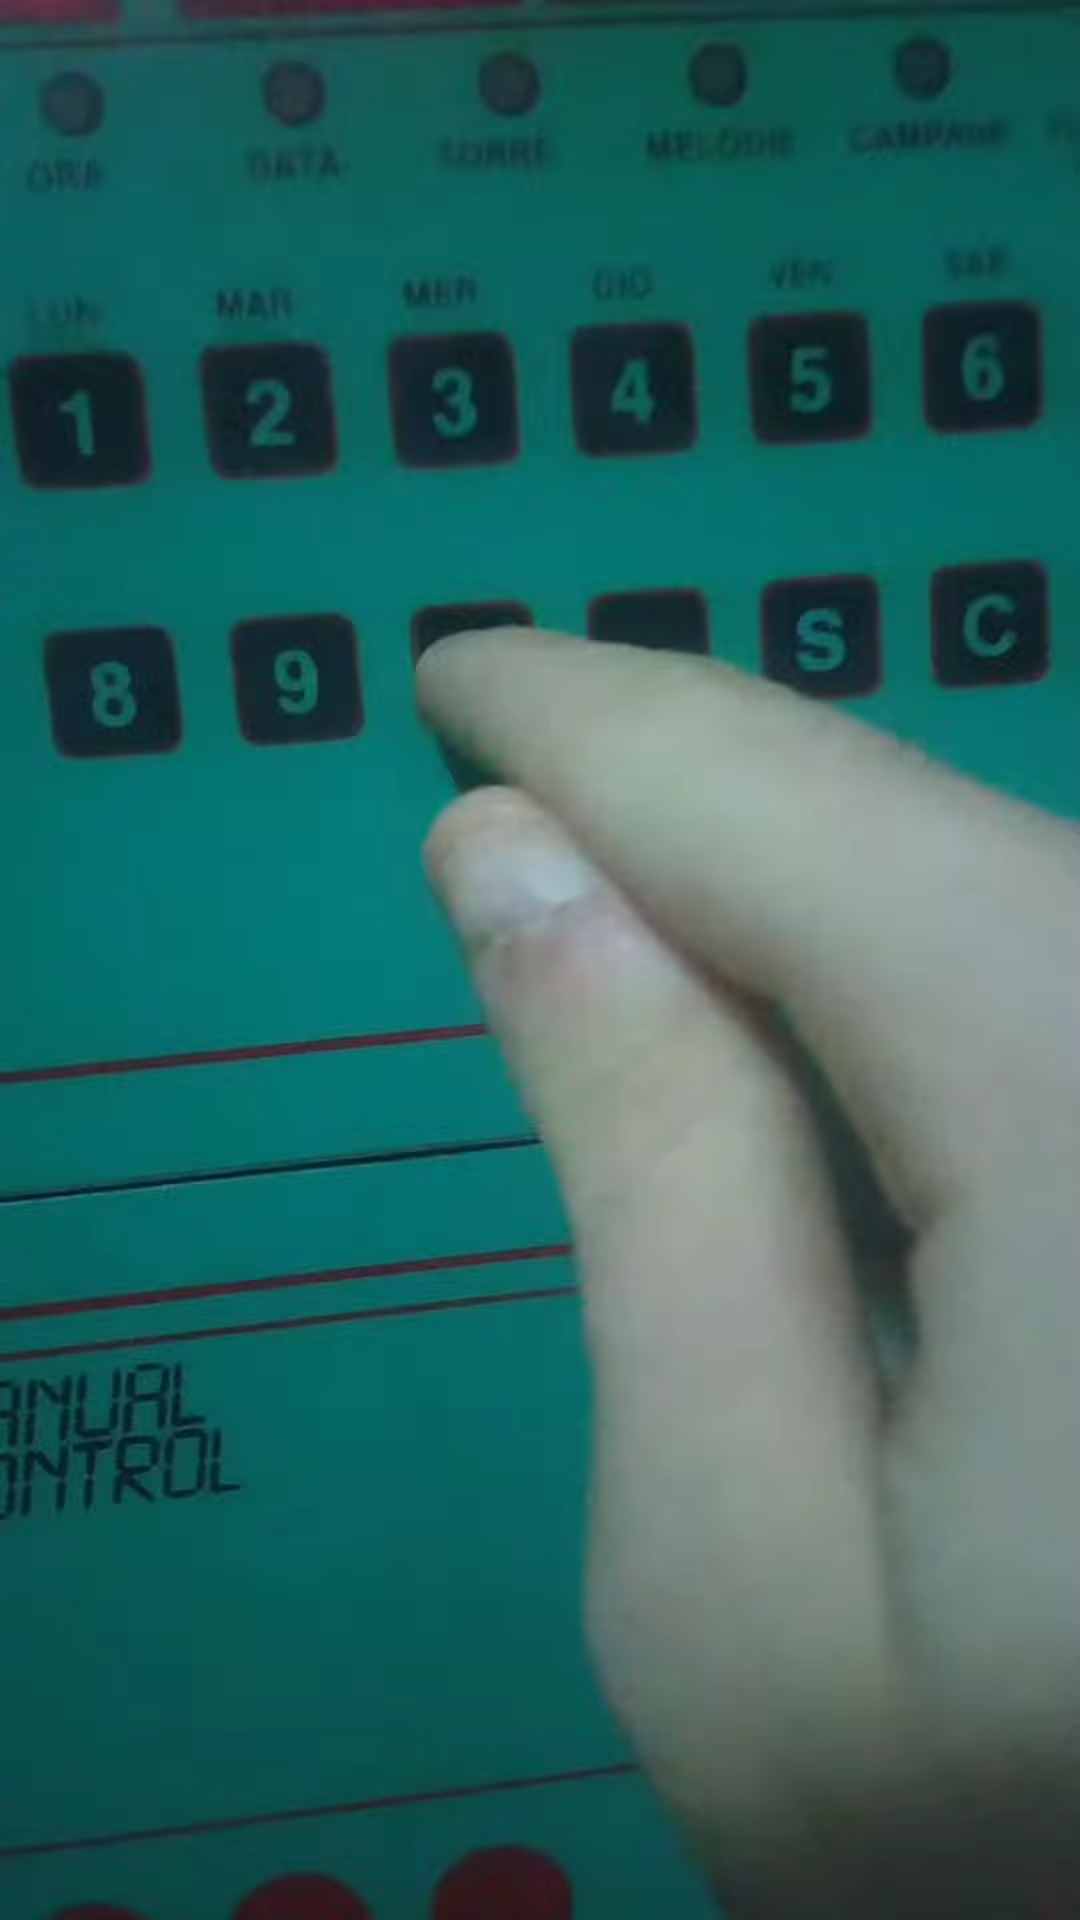 ORA DATA TORRE MELODIE CAMPANE
LUN MAR MER GIO VEN SAB
1 2 3 4 5 6
8 9 S C
ANUAL
ONTROL